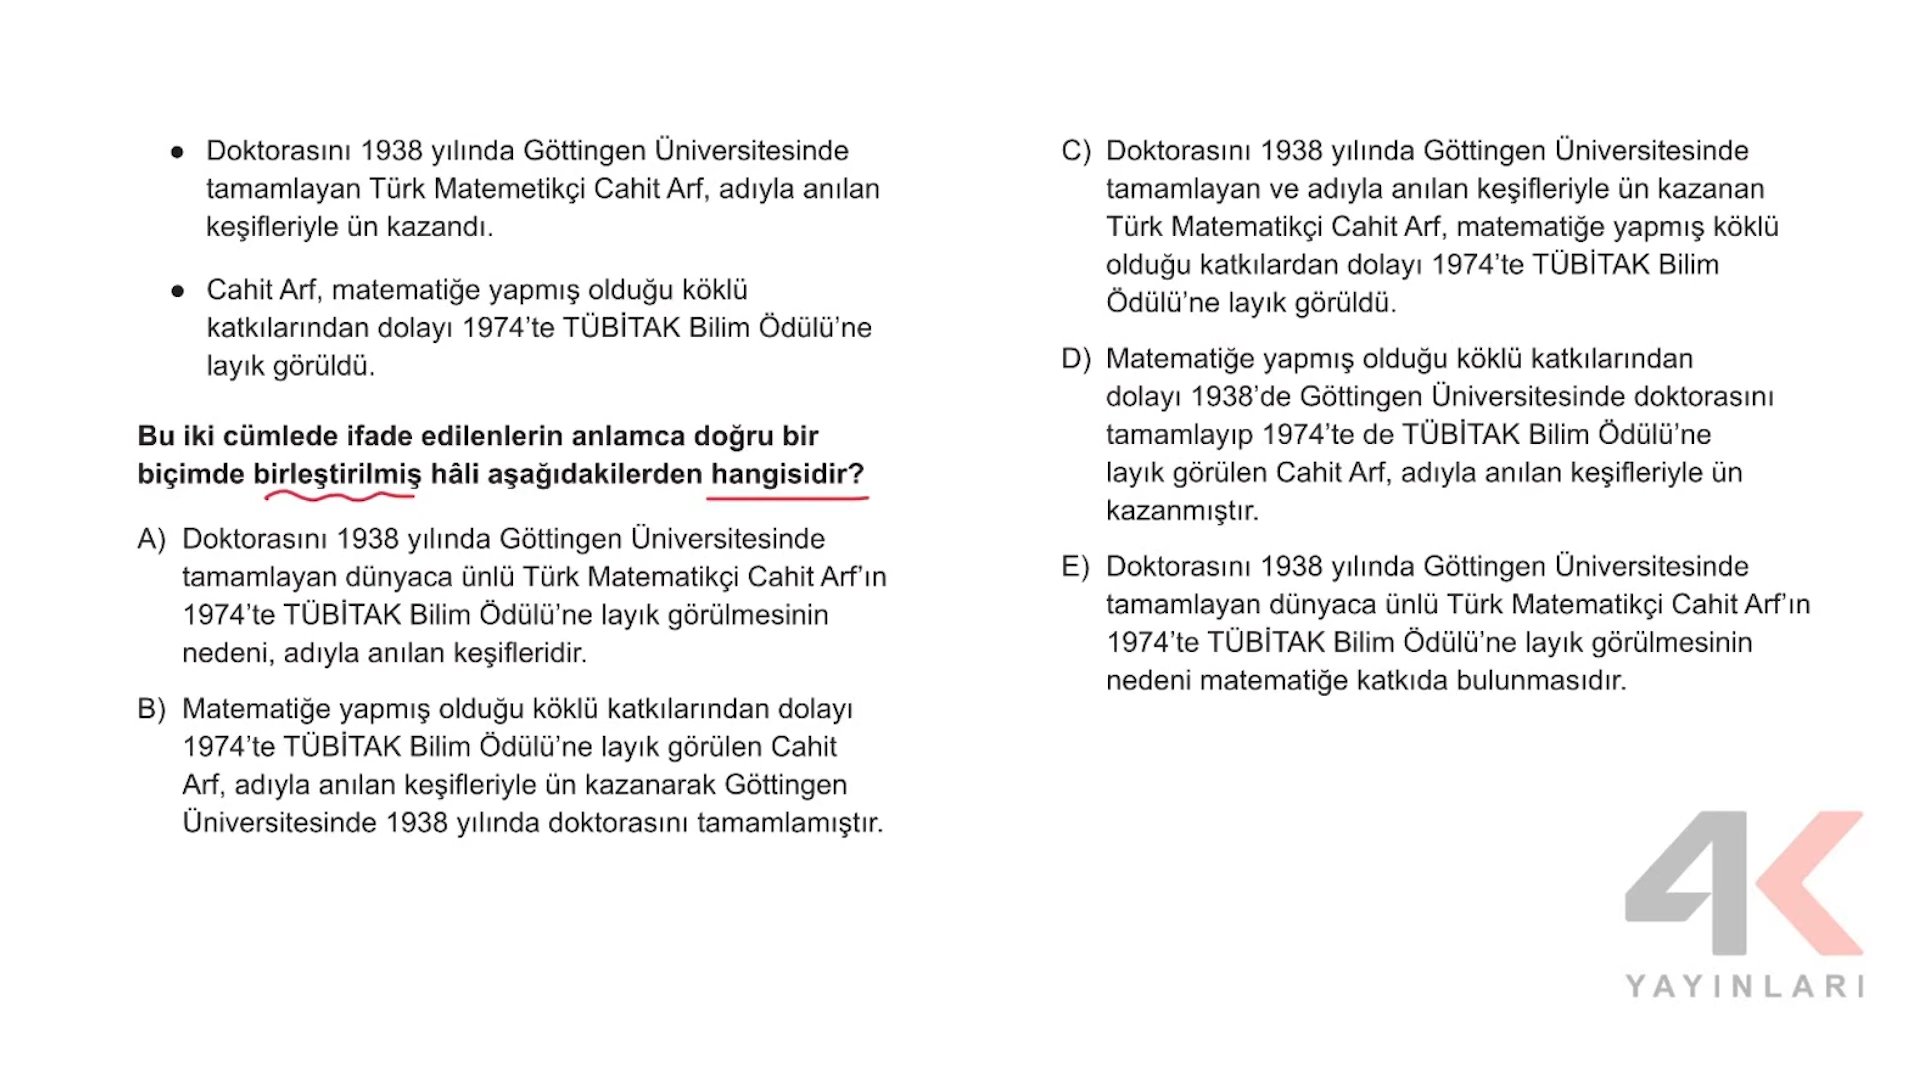 ● Doktorasını 1938 yılında Göttingen Üniversitesinde
tamamlayan Türk Matemetikçi Cahit Arf, adıyla anılan
keşifleriyle ün kazandı.
● Cahit Arf, matematiğe yapmış olduğu köklü
katkılarından dolayı 1974’te TÜBİTAK Bilim Ödülü’ne
layık görüldü.
Bu iki cümlede ifade edilenlerin anlamca doğru bir
biçimde birleştirilmiş hâli aşağıdakilerden hangisidir?
A) Doktorasını 1938 yılında Göttingen Üniversitesinde
tamamlayan dünyaca ünlü Türk Matematikçi Cahit Arf’ın
1974’te TÜBİTAK Bilim Ödülü’ne layık görülmesinin
nedeni, adıyla anılan keşifleridir.
B) Matematiğe yapmış olduğu köklü katkılarından dolayı
1974’te TÜBİTAK Bilim Ödülü’ne layık görülen Cahit
Arf, adıyla anılan keşifleriyle ün kazanarak Göttingen
Üniversitesinde 1938 yılında doktorasını tamamlamıştır.
C) Doktorasını 1938 yılında Göttingen Üniversitesinde
tamamlayan ve adıyla anılan keşifleriyle ün kazanan
Türk Matematikçi Cahit Arf, matematiğe yapmış köklü
olduğu katkılardan dolayı 1974’te TÜBİTAK Bilim
Ödülü’ne layık görüldü.
D) Matematiğe yapmış olduğu köklü katkılarından
dolayı 1938’de Göttingen Üniversitesinde doktorasını
tamamlayıp 1974’te de TÜBİTAK Bilim Ödülü’ne
layık görülen Cahit Arf, adıyla anılan keşifleriyle ün
kazanmıştır.
E) Doktorasını 1938 yılında Göttingen Üniversitesinde
tamamlayan dünyaca ünlü Türk Matematikçi Cahit Arf’ın
1974’te TÜBİTAK Bilim Ödülü’ne layık görülmesinin
nedeni matematiğe katkıda bulunmasıdır.
4K
YAYINLARI